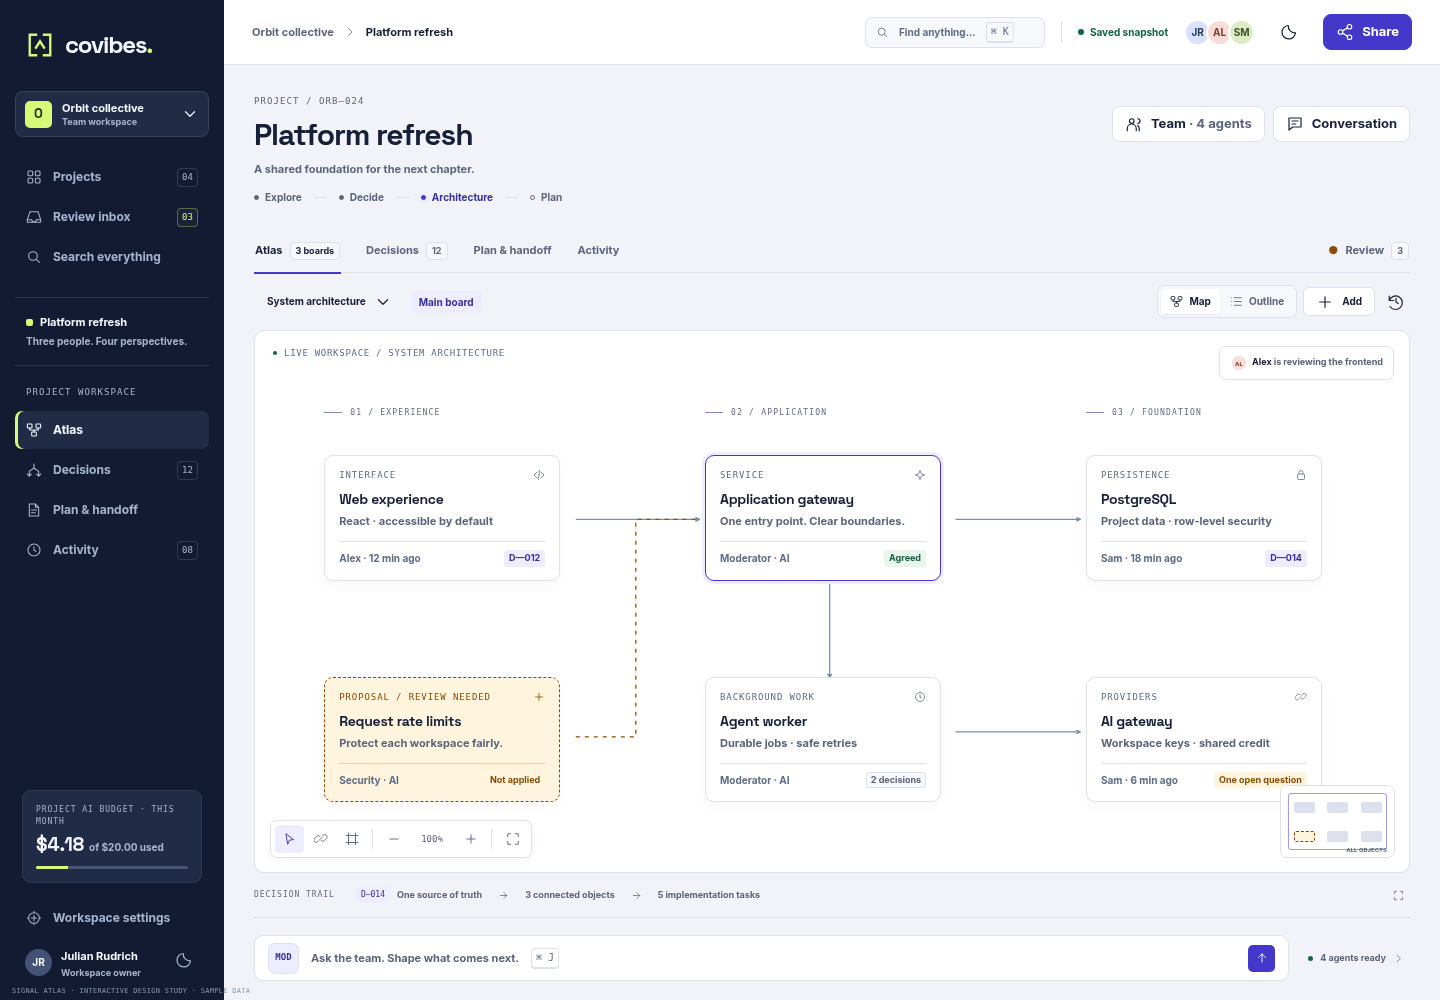 covibes.
O
Orbit collective
Team workspace
Projects 04
Review inbox 03
Search everything
Platform refresh
Three people. Four perspectives.
PROJECT WORKSPACE
Atlas
Decisions 12
Plan & handoff
Activity 08
PROJECT AI BUDGET · THIS
MONTH
$4.18 of $20.00 used
Workspace settings
JR
Julian Rudrich
Workspace owner
SIGNAL ATLAS · INTERACTIVE DESIGN STUDY · SAMPLE DATA
Orbit collective Platform refresh
Find anything... ⌘ K
Saved snapshot
JR AL SM
Share
PROJECT / ORB—024
Platform refresh
A shared foundation for the next chapter.
Explore Decide Architecture Plan
Team · 4 agents
Conversation
Atlas 3 boards Decisions 12 Plan & handoff Activity
Review 3
System architecture Main board
Map Outline Add
LIVE WORKSPACE / SYSTEM ARCHITECTURE
AL Alex is reviewing the frontend
01 / EXPERIENCE
02 / APPLICATION
03 / FOUNDATION
INTERFACE
Web experience
React · accessible by default
Alex · 12 min ago D—012
SERVICE
Application gateway
One entry point. Clear boundaries.
Moderator · AI Agreed
PERSISTENCE
PostgreSQL
Project data · row-level security
Sam · 18 min ago D—014
PROPOSAL / REVIEW NEEDED
Request rate limits
Protect each workspace fairly.
Security · AI Not applied
BACKGROUND WORK
Agent worker
Durable jobs · safe retries
Moderator · AI 2 decisions
PROVIDERS
AI gateway
Workspace keys · shared credit
Sam · 6 min ago One open question
100%
ALL OBJECTS
DECISION TRAIL D—014 One source of truth → 3 connected objects → 5 implementation tasks
MOD Ask the team. Shape what comes next. ⌘ J
4 agents ready